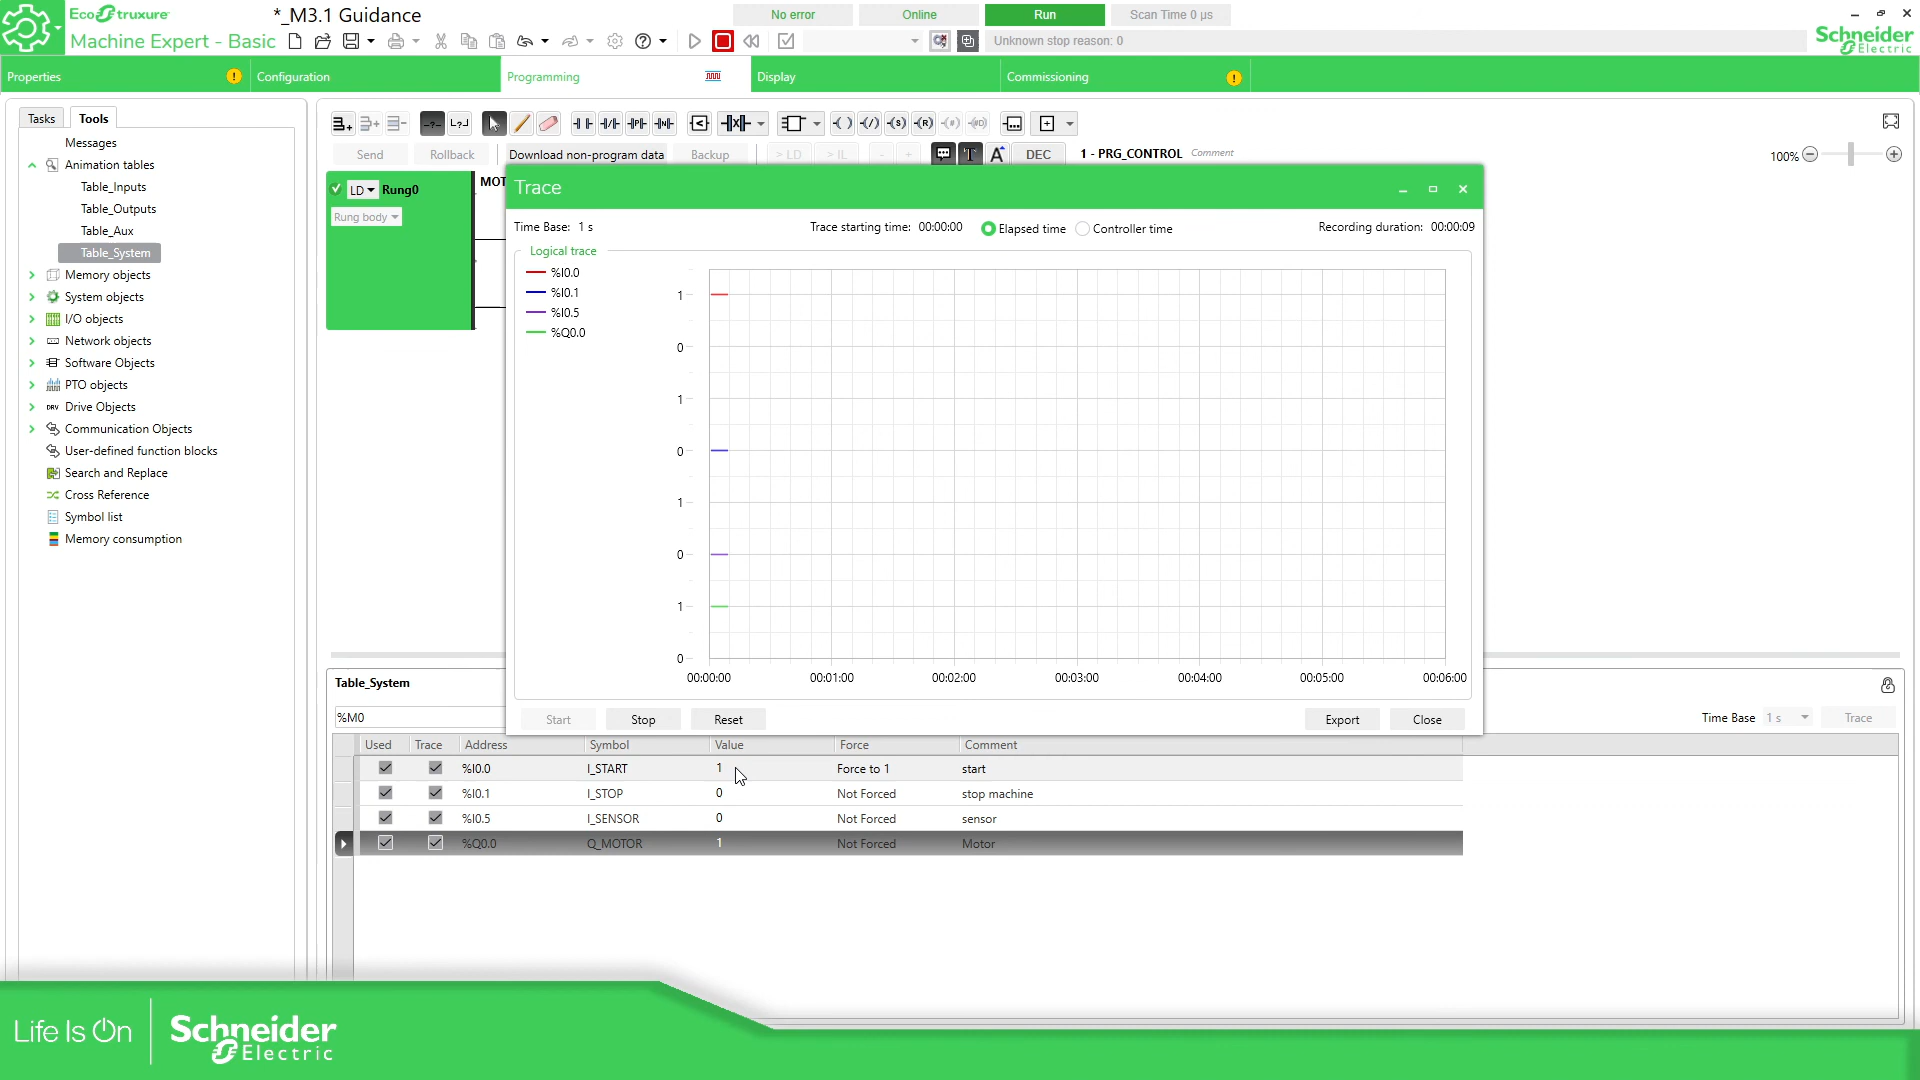 EcoStruxure
Machine Expert - Basic
*_M3.1 Guidance
No error
Online
Run
Scan Time 0 µs
Unknown stop reason: 0
Schneider
Electric
Properties
Configuration
Programming
Display
Commissioning
Tasks
Tools
Messages
Animation tables
Table_Inputs
Table_Outputs
Table_Aux
Table_System
Memory objects
System objects
I/O objects
Network objects
Software Objects
PTO objects
DRV Drive Objects
Communication Objects
User-defined function blocks
Search and Replace
Cross Reference
Symbol list
Memory consumption
Send
Rollback
Download non-program data
Backup
> LD
> IL
-
+
T
A
DEC
1 - PRG_CONTROL
Comment
100%
LD
Rung0
Rung body
MOT
Trace
Time Base: 1 s
Trace starting time: 00:00:00
Elapsed time
Controller time
Recording duration: 00:00:09
Logical trace
%I0.0
%I0.1
%I0.5
%Q0.0
1
0
1
0
1
0
1
0
00:00:00
00:01:00
00:02:00
00:03:00
00:04:00
00:05:00
00:06:00
Start
Stop
Reset
Export
Close
Table_System
%M0
Time Base 1 s
Trace
Used Trace Address Symbol Value Force Comment
%I0.0 I_START 1 Force to 1 start
%I0.1 I_STOP 0 Not Forced stop machine
%I0.5 I_SENSOR 0 Not Forced sensor
%Q0.0 Q_MOTOR 1 Not Forced Motor
Life Is On
Schneider
Electric